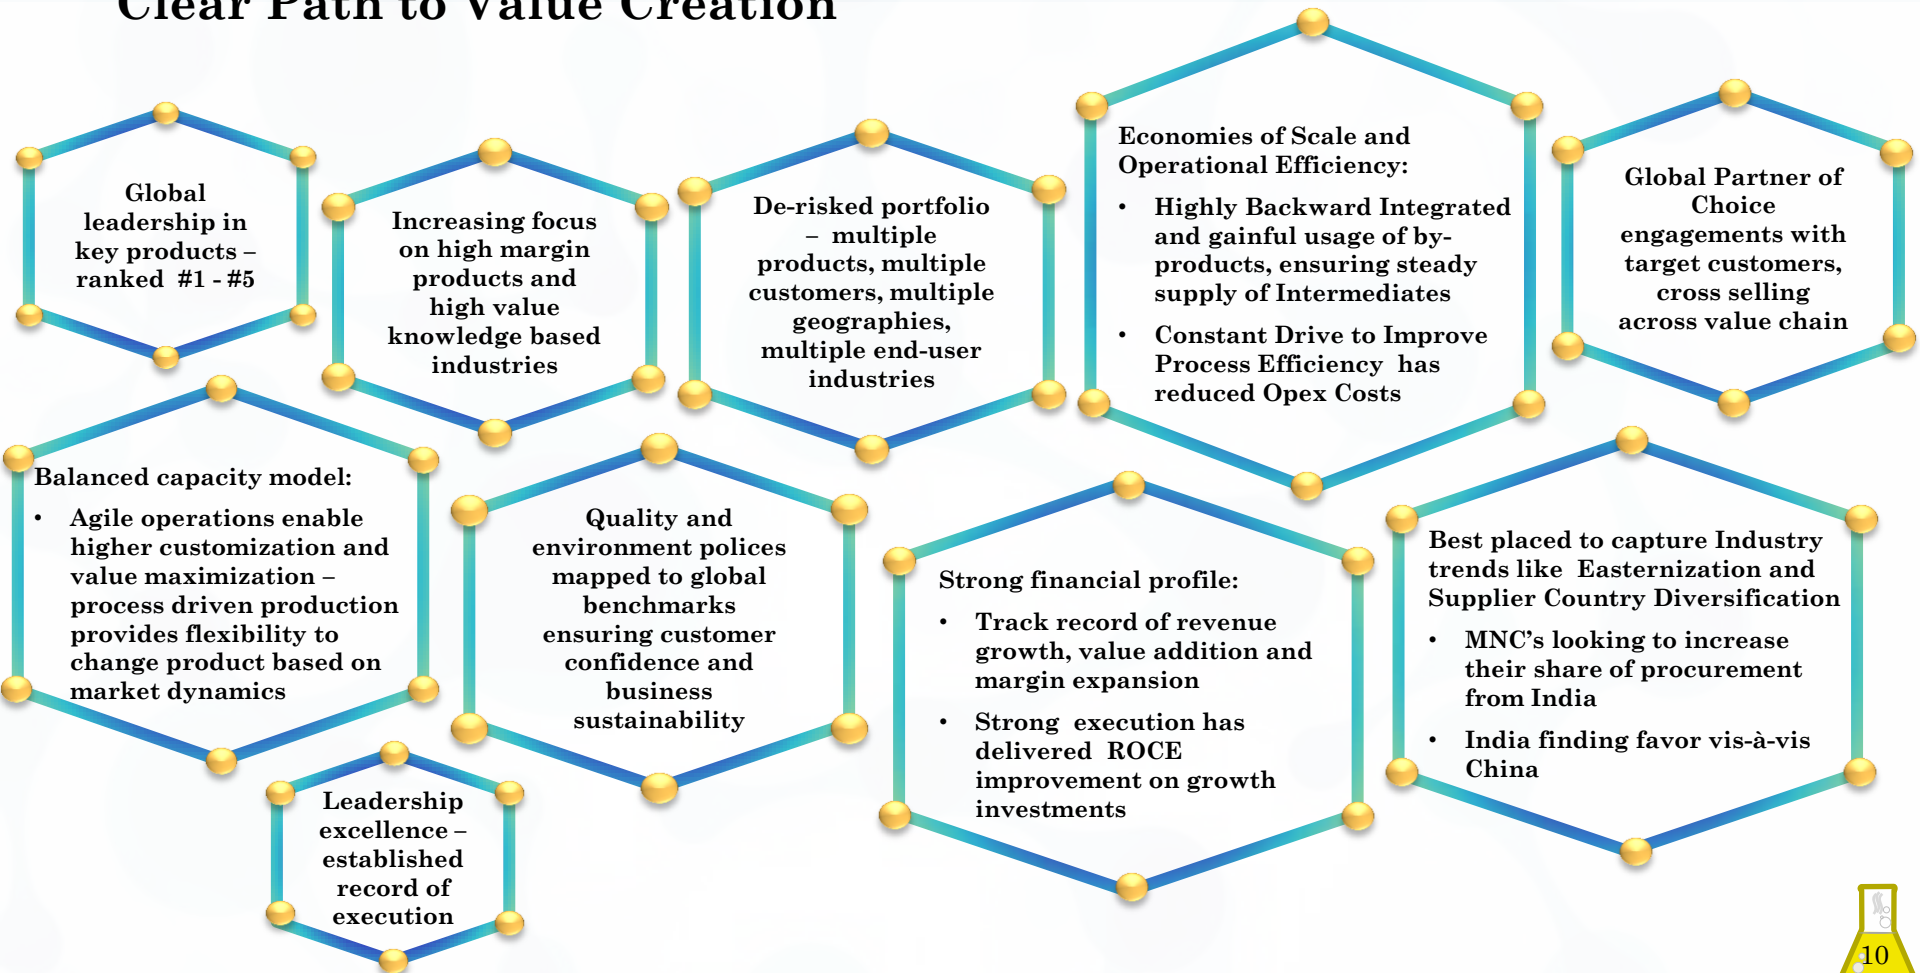 Clear Path to Value Creation
Global
leadership in
key products –
ranked  #1 - #5
Increasing focus
on high margin
products and
high value
knowledge based
industries
De-risked portfolio
–  multiple
products, multiple
customers, multiple
geographies,
multiple end-user
industries
Economies of Scale and
Operational Efficiency:
• Highly Backward Integrated
and gainful usage of by-
products, ensuring steady
supply of Intermediates
• Constant Drive to Improve
Process Efficiency  has
reduced Opex Costs
Global Partner of
Choice
engagements with
target customers,
cross selling
across value chain
Balanced capacity model:
• Agile operations enable
higher customization and
value maximization –
process driven production
provides flexibility to
change product based on
market dynamics
Quality and
environment polices
mapped to global
benchmarks
ensuring customer
confidence and
business
sustainability
Strong financial profile:
• Track record of revenue
growth, value addition and
margin expansion
• Strong  execution has
delivered  ROCE
improvement on growth
investments
Best placed to capture Industry
trends like  Easternization and
Supplier Country Diversification
• MNC’s looking to increase
their share of procurement
from India
• India finding favor vis-à-vis
China
Leadership
excellence –
established
record of
execution
10